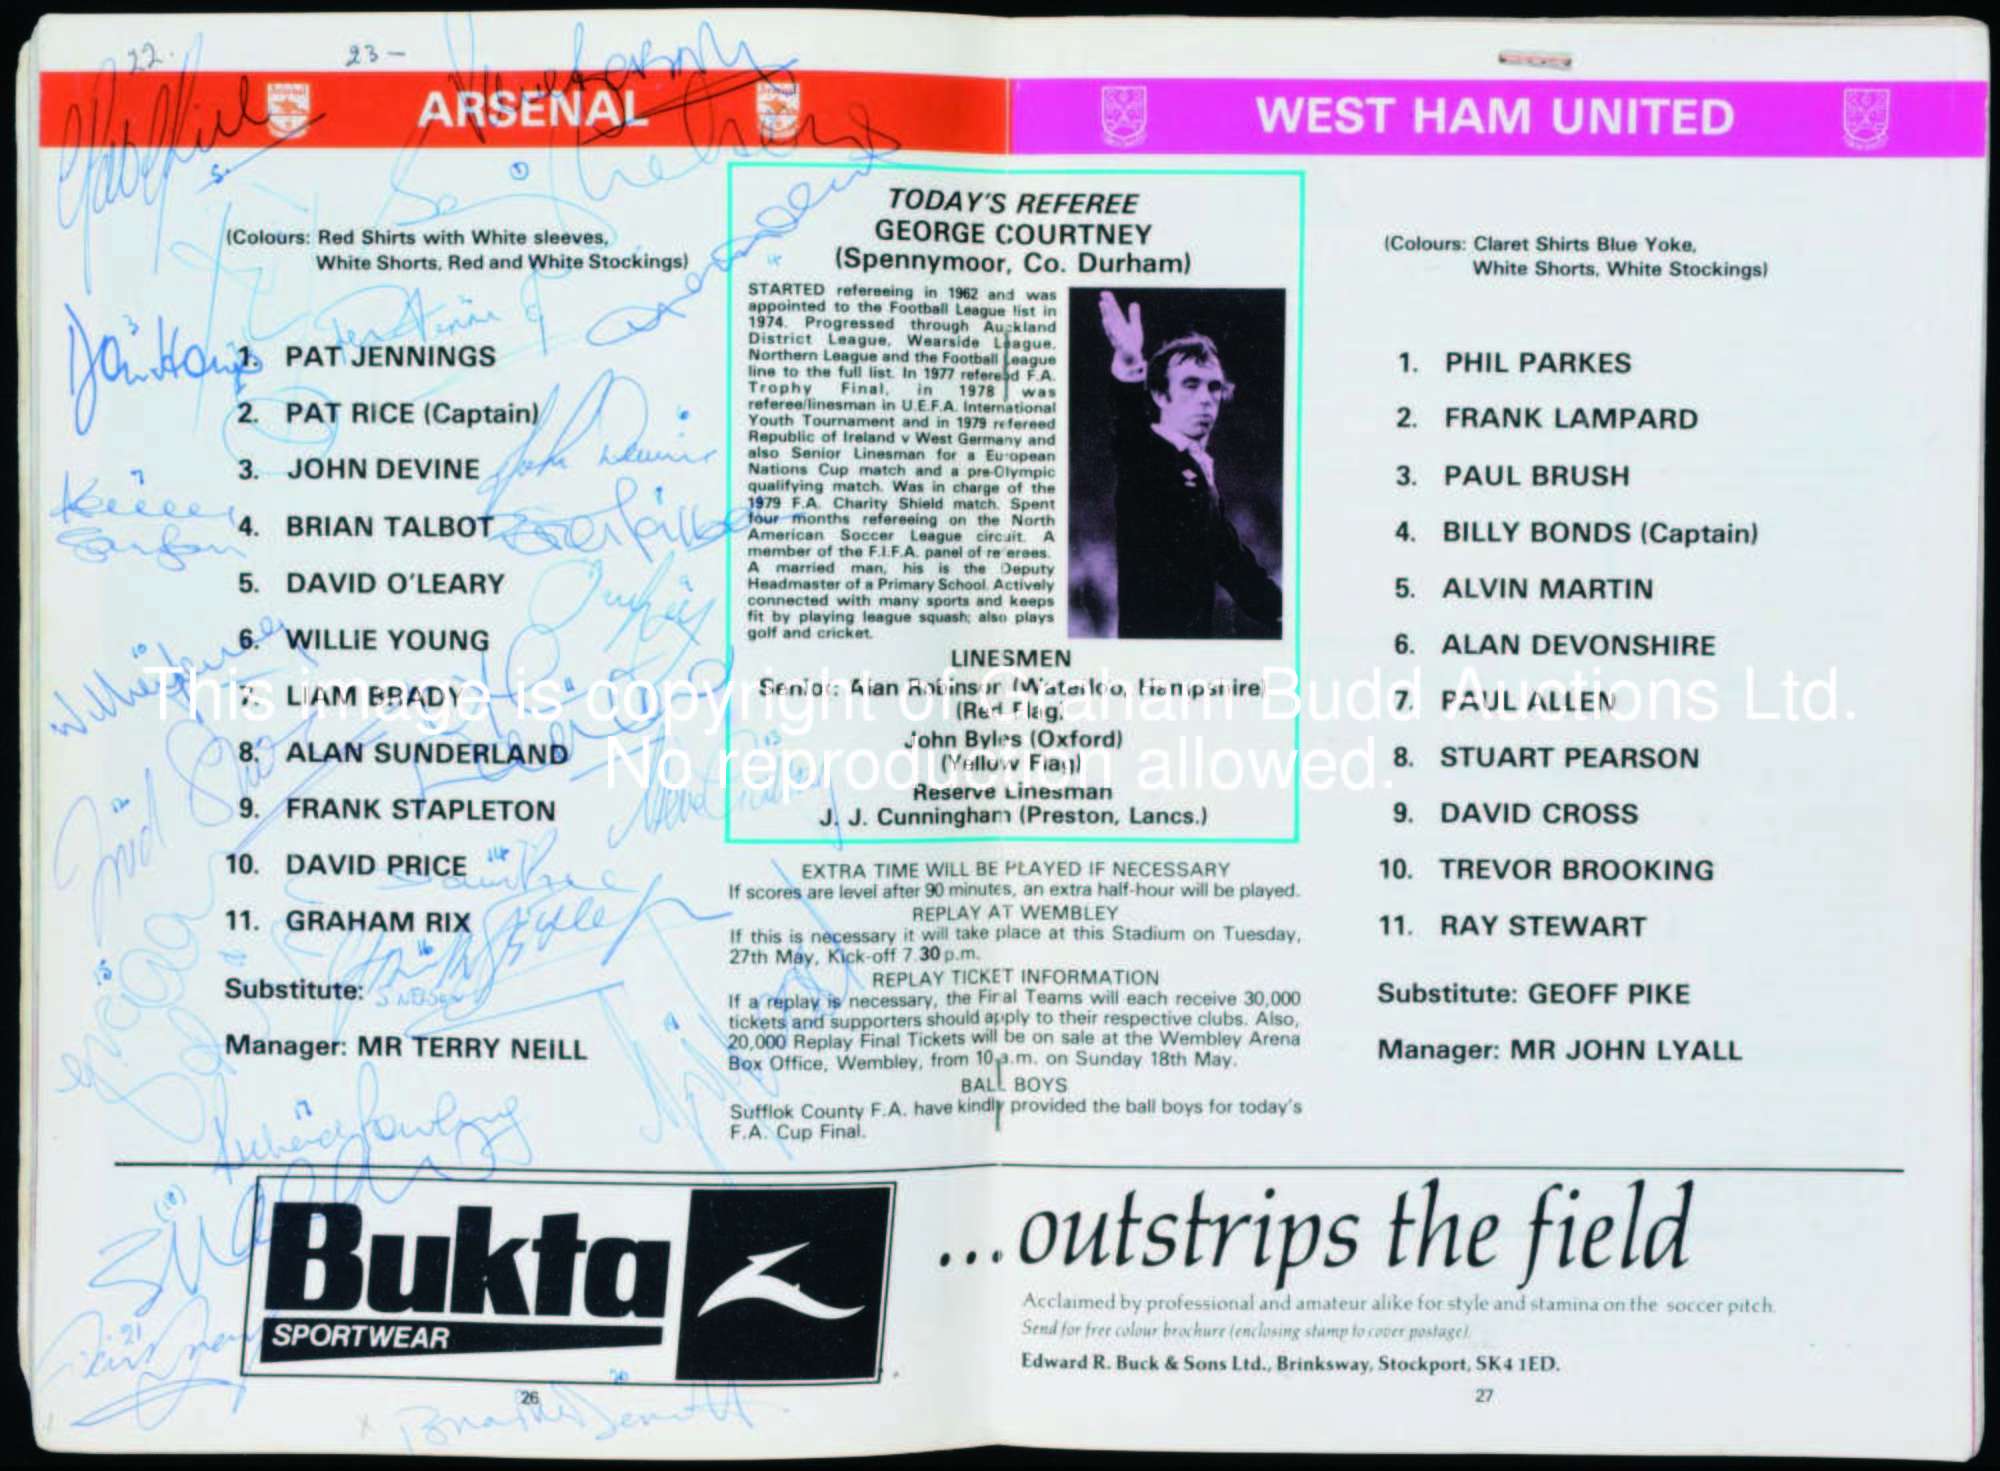 22.
23-
ARSENAL
WEST HAM UNITED
(Colours: Red Shirts with White sleeves,
White Shorts, Red and White Stockings)
1. PAT JENNINGS
2. PAT RICE (Captain)
3. JOHN DEVINE
4. BRIAN TALBOT
5. DAVID O'LEARY
6. WILLIE YOUNG
7. LIAM BRADY
8. ALAN SUNDERLAND
9. FRANK STAPLETON
10. DAVID PRICE
11. GRAHAM RIX
Substitute:
Manager: MR TERRY NEILL
TODAY'S REFEREE
GEORGE COURTNEY
(Spennymoor, Co. Durham)
STARTED refereeing in 1962 and was
appointed to the Football League list in
1974. Progressed through Auckland
District League, Wearside League,
Northern League and the Football League
line to the full list. In 1977 refereed F.A.
Trophy Final, in 1978 was
referee/linesman in U.E.F.A. International
Youth Tournament and in 1979 refereed
Republic of Ireland v West Germany and
also Senior Linesman for a European
Nations Cup match and a pre-Olympic
qualifying match. Was in charge of the
1979 F.A. Charity Shield match. Spent
four months refereeing on the North
American Soccer League circuit. A
member of the F.I.F.A. panel of referees.
A married man, his is the Deputy
Headmaster of a Primary School. Actively
connected with many sports and keeps
fit by playing league squash; also plays
golf and cricket.
LINESMEN
Senior: Alan Robinson (Waterloo, Hampshire)
(Red Flag)
John Byles (Oxford)
(Yellow Flag)
Reserve Linesman
J. J. Cunningham (Preston, Lancs.)
EXTRA TIME WILL BE PLAYED IF NECESSARY
If scores are level after 90 minutes, an extra half-hour will be played.
REPLAY AT WEMBLEY
If this is necessary it will take place at this Stadium on Tuesday,
27th May, Kick-off 7.30 p.m.
REPLAY TICKET INFORMATION
If a replay is necessary, the Final Teams will each receive 30,000
tickets and supporters should apply to their respective clubs. Also,
20,000 Replay Final Tickets will be on sale at the Wembley Arena
Box Office, Wembley, from 10 a.m. on Sunday 18th May.
BALL BOYS
Sufflok County F.A. have kindly provided the ball boys for today's
F.A. Cup Final.
(Colours: Claret Shirts Blue Yoke,
White Shorts, White Stockings)
1. PHIL PARKES
2. FRANK LAMPARD
3. PAUL BRUSH
4. BILLY BONDS (Captain)
5. ALVIN MARTIN
6. ALAN DEVONSHIRE
7. PAUL ALLEN
8. STUART PEARSON
9. DAVID CROSS
10. TREVOR BROOKING
11. RAY STEWART
Substitute: GEOFF PIKE
Manager: MR JOHN LYALL
This image is copyright of Graham Budd Auctions Ltd.
No reproduction allowed.
Bukta
SPORTWEAR
...outstrips the field
Acclaimed by professional and amateur alike for style and stamina on the soccer pitch.
Send for free colour brochure (enclosing stamp to cover postage).
Edward R. Buck & Sons Ltd., Brinksway, Stockport, SK4 1ED.
26
27